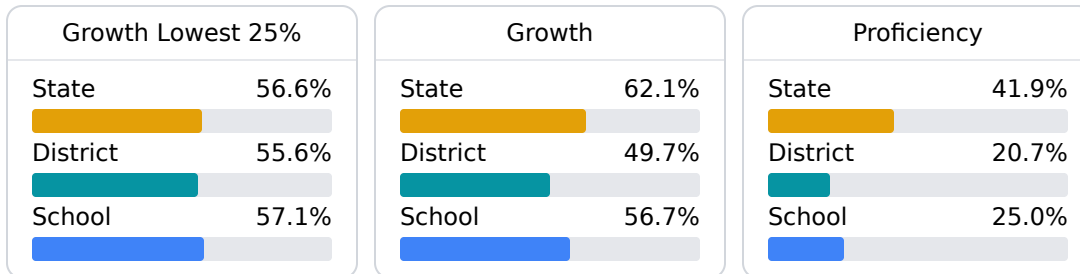 Growth Lowest 25%
State 56.6%
District 55.6%
School 57.1%
Growth
State 62.1%
District 49.7%
School 56.7%
Proficiency
State 41.9%
District 20.7%
School 25.0%